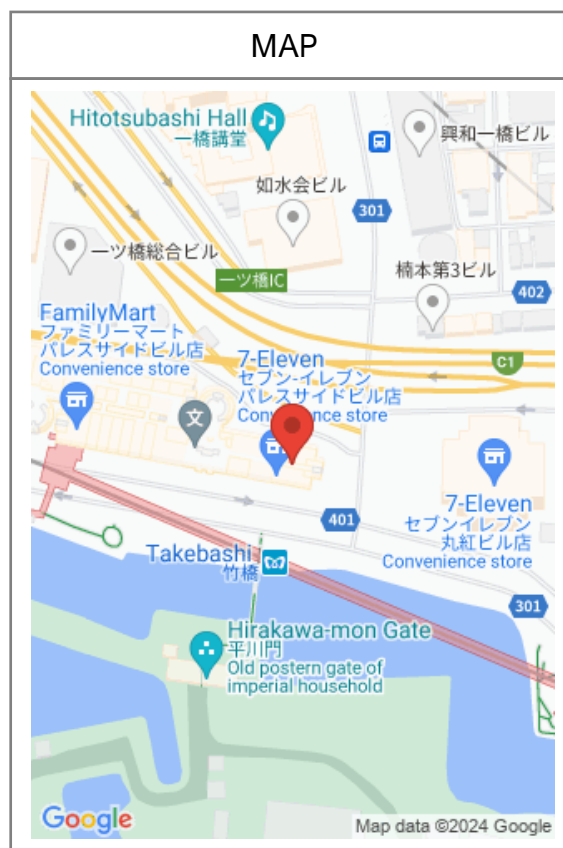 MAP
Hitotsubashi Hall
一橋講堂
興和一橋ビル
如水会ビル
301
一ツ橋総合ビル
楠本第3ビル
一ツ橋IC
402
FamilyMart
ファミリーマート
パレスサイドビル店
Convenience store
7-Eleven
セブン-イレブン
パレスサイドビル店
Convenience store
C1
文
7-Eleven
セブンイレブン
丸紅ビル店
Convenience store
401
Takebashi
竹橋
301
Hirakawa-mon Gate
平川門
Old postern gate of
imperial household
Google
Map data ©2024 Google